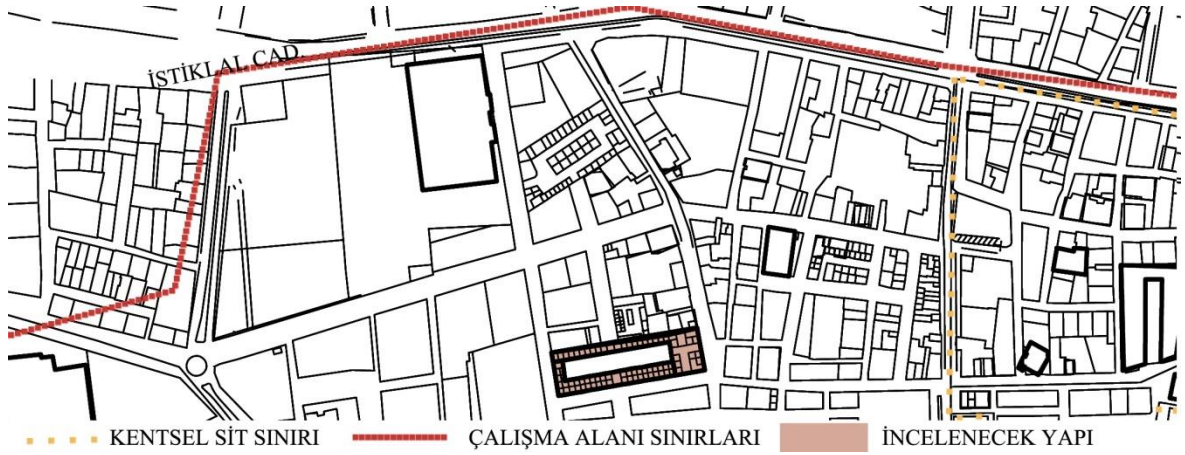 İSTİKLAL CAD.
KENTSEL SİT SINIRI ÇALIŞMA ALANI SINIRLARI İNCELENECEK YAPI